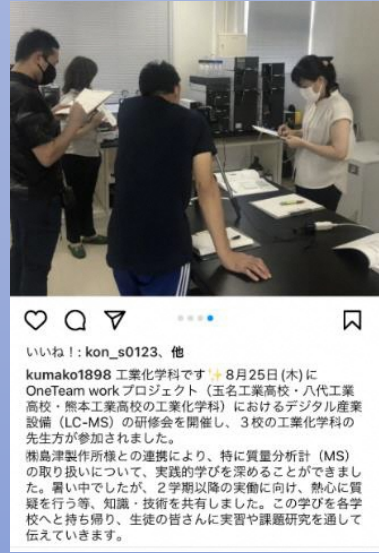 いいね！: kon_s0123、他
kumako1898 工業化学科です✨8月25日(木)に
OneTeam workプロジェクト（玉名工業高校・八代工業
高校・熊本工業高校の工業化学科）におけるデジタル産業
設備（LC-MS）の研修会を開催し、３校の工業化学科の
先生方が参加されました。
㈱島津製作所様との連携により、特に質量分析計（MS）
の取り扱いについて、実践的学びを深めることができまし
た。暑い中でしたが、２学期以降の実働に向け、熱心に質
疑を行う等、知識・技術を共有しました。この学びを各学
校へと持ち帰り、生徒の皆さんに実習や課題研究を通して
伝えていきます。